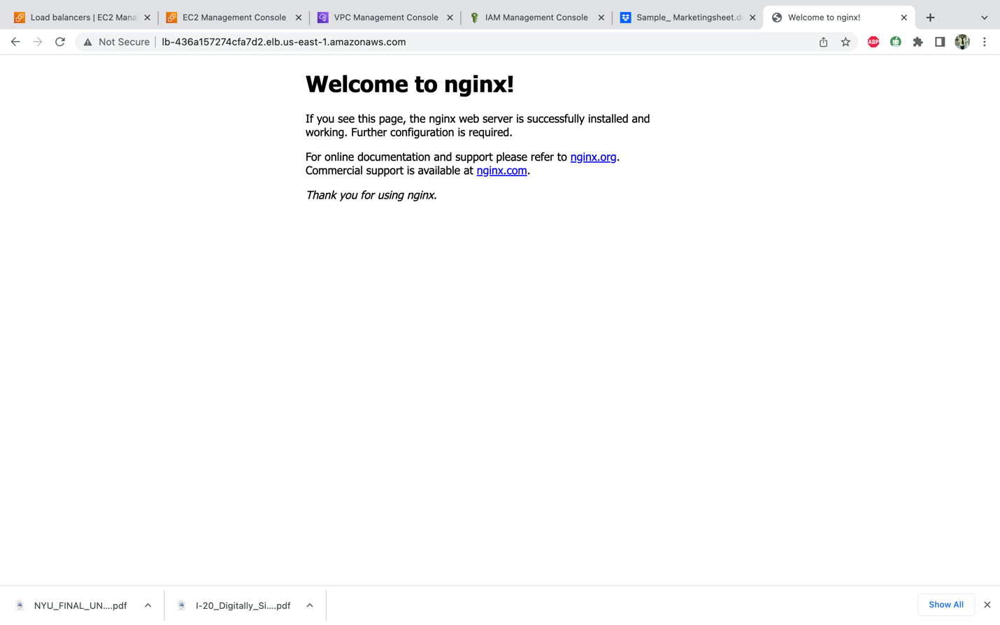 Load balancers | EC2 Mana
EC2 Management Console
VPC Management Console
IAM Management Console
Sample_ Marketingsheet.do
Welcome to nginx!
Not Secure
lb-436a157274cfa7d2.elb.us-east-1.amazonaws.com
ABP
Welcome to nginx!
If you see this page, the nginx web server is successfully installed and
working. Further configuration is required.
For online documentation and support please refer to nginx.org.
Commercial support is available at nginx.com.
Thank you for using nginx.
NYU_FINAL_UN....pdf
I-20_Digitally_Si....pdf
Show All